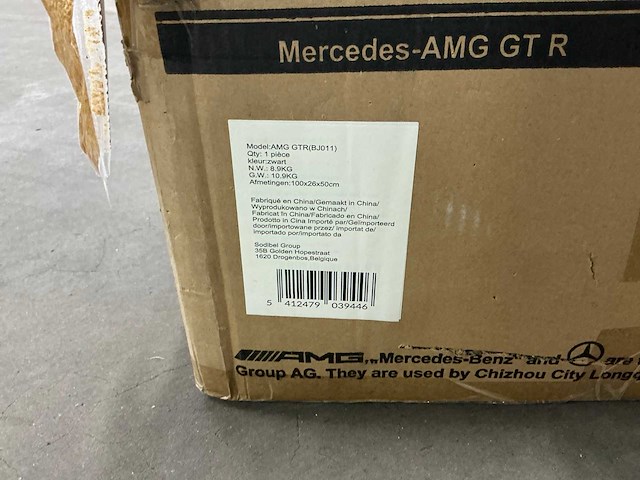 Mercedes-AMG GT R
Model:AMG GTR(BJ011)
Qty: 1 pièce
kleur:zwart
N.W.: 8.9KG
G.W.: 10.9KG
Afmetingen:100x26x50cm
Fabriqué en China/Gemaakt in China/
Wyprodukowano w Chinach/
Fabricat în China/Fabricado en China/
Prodotto in Cina Importé par/Geïmporteerd
door/importowane przez/ importat de/
importado por/importato da
Sodibel Group
35B Golden Hopestraat
1620 Drogenbos,Belgique
5 412479 039446
AMG, Mercedes-Benz and are
Group AG. They are used by Chizhou City Long